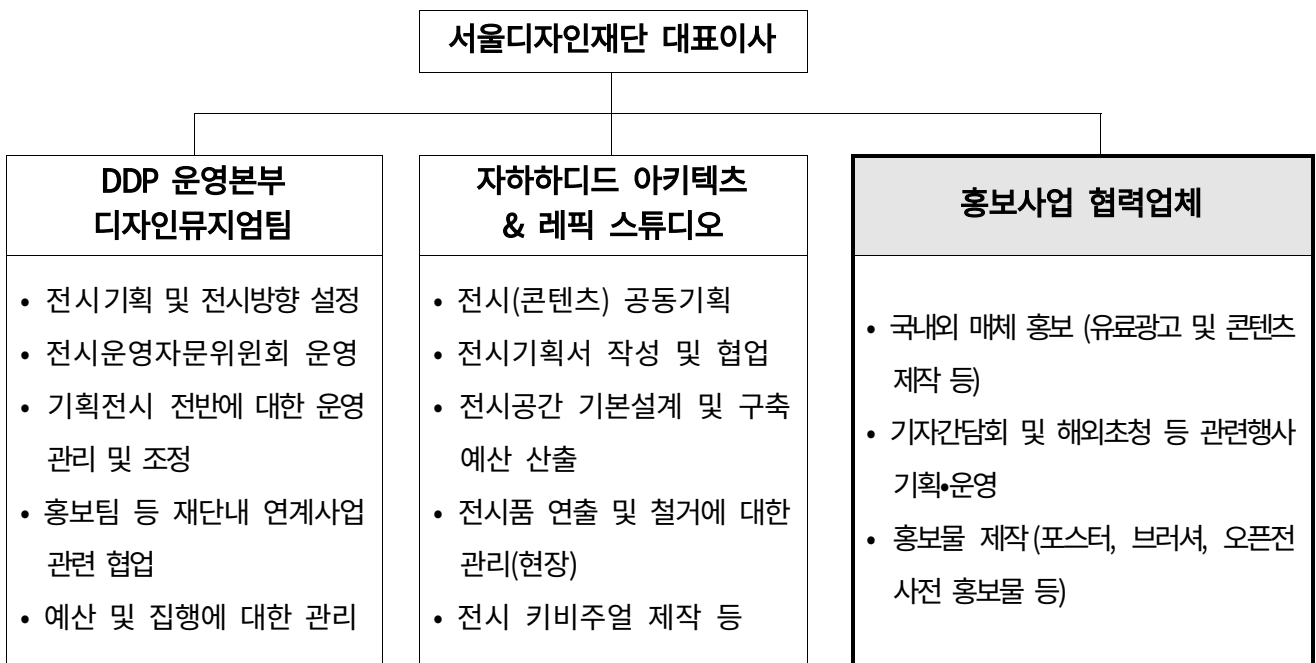 서울디자인재단 대표이사
DDP 운영본부
디자인뮤지엄팀
• 전시기획 및 전시방향 설정
• 전시운영자문위윈회 운영
• 기획전시 전반에 대한 운영
관리 및 조정
• 홍보팀 등 재단내 연계사업
관련 협업
• 예산 및 집행에 대한 관리
자하하디드 아키텍츠
& 레픽 스튜디오
• 전시(콘텐츠) 공동기획
• 전시기획서 작성 및 협업
• 전시공간 기본설계 및 구축
예산 산출
• 전시품 연출 및 철거에 대한
관리(현장)
• 전시 키비주얼 제작 등
홍보사업 협력업체
• 국내외 매체 홍보 (유료광고 및 콘텐츠
제작 등)
• 기자간담회 및 해외초청 등 관련행사
기획•운영
• 홍보물 제작(포스터, 브러셔, 오픈전
사전 홍보물 등)